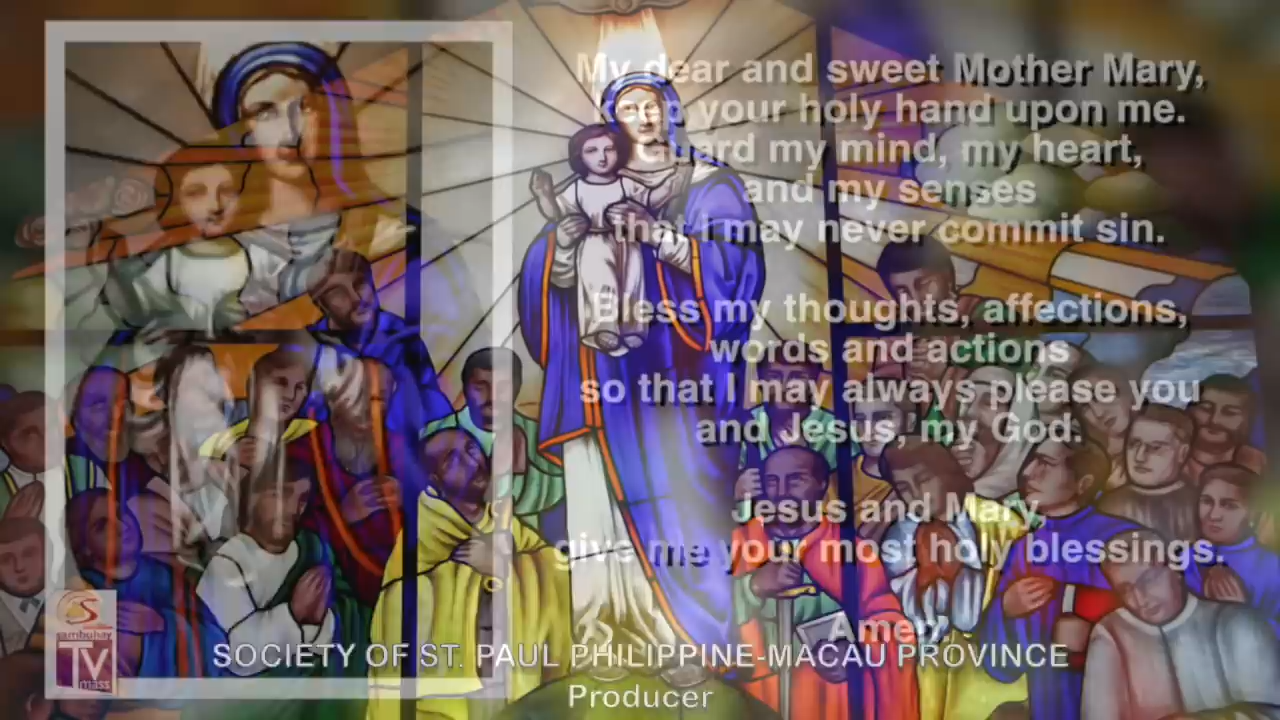 My dear and sweet Mother Mary,
keep your holy hand upon me.
Guard my mind, my heart,
and my senses
that I may never commit sin.
Bless my thoughts, affections,
words and actions
so that I may always please you
and Jesus, my God.
Jesus and Mary,
give me your most holy blessings.
Amen.
SOCIETY OF ST. PAUL PHILIPPINE-MACAU PROVINCE
Producer
sambuhay
TV
mass